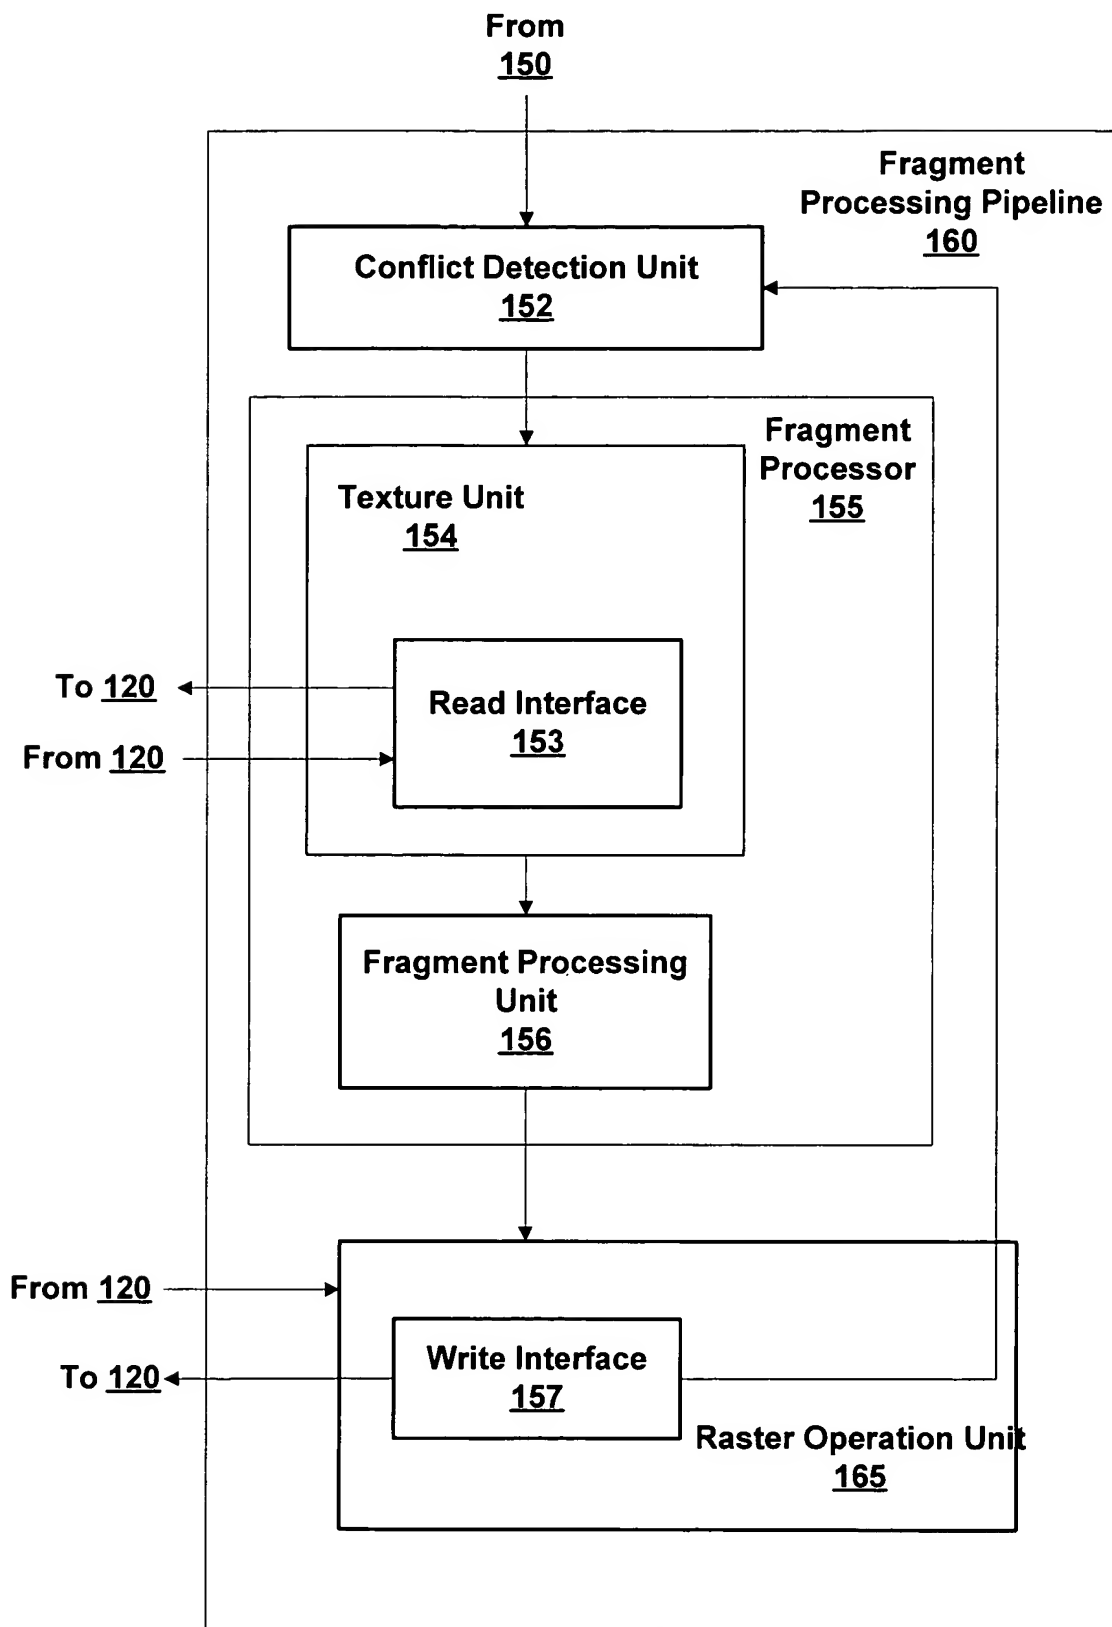 From
150
Fragment
Processing Pipeline
160
Conflict Detection Unit
152
Fragment
Processor
155
Texture Unit
154
To 120
Read Interface
From 120
153
Fragment Processing
Unit
156
From 120
Write Interface
To 120
157
Raster Operation Unit
165